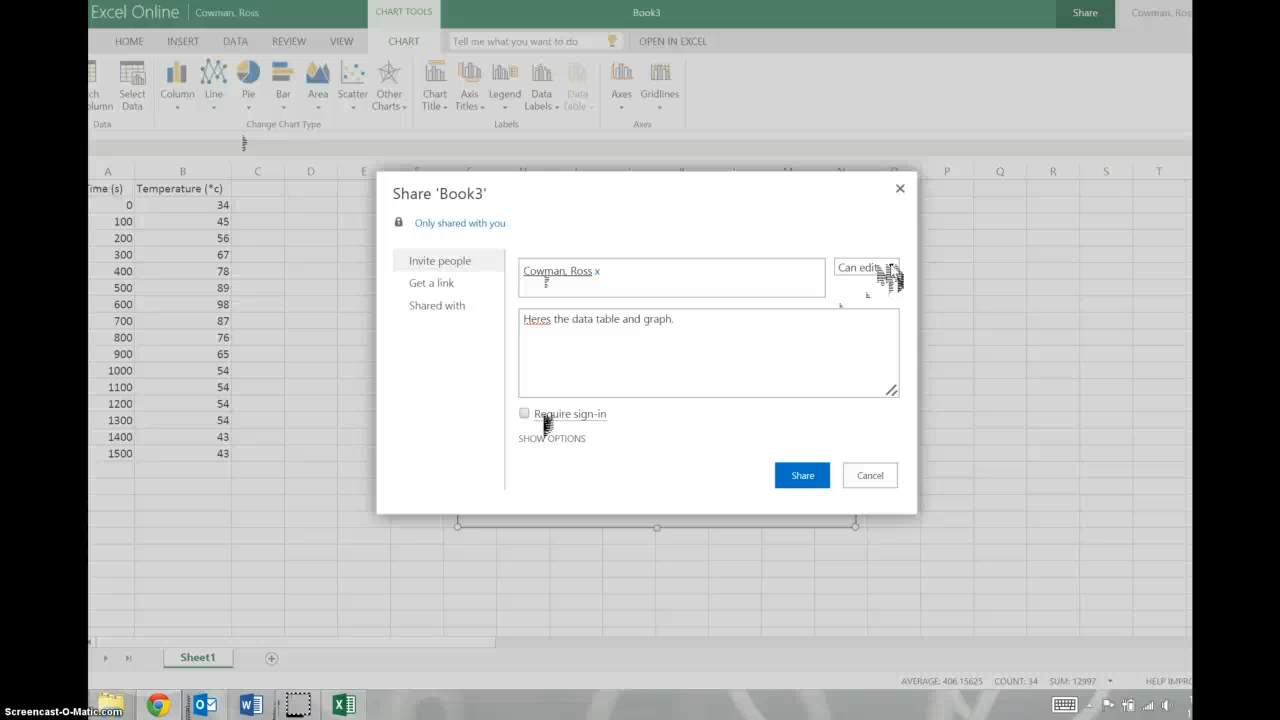 Excel Online Cowman, Ross CHART TOOLS Book3 Share Cowman, Ros
HOME INSERT DATA REVIEW VIEW CHART Tell me what you want to do OPEN IN EXCEL
Select Column Line Pie Bar Area Scatter Other Chart Axis Legend Data Data Axes Gridlines
Data Charts Title Titles Labels Table
Data Change Chart Type Labels Axes
A B C D E P Q R S T
Time (s) Temperature (°c)
0 34
100 45
200 56
300 67
400 78
500 89
600 98
700 87
800 76
900 65
1000 54
1100 54
1200 54
1300 54
1400 43
1500 43
Share 'Book3'
Only shared with you
Invite people
Get a link
Shared with
Cowman, Ross x
Can edit
Heres the data table and graph.
Require sign-in
SHOW OPTIONS
Share Cancel
Sheet1
AVERAGE: 406.15625 COUNT: 34 SUM: 12997 HELP IMPRO
Screencast-O-Matic.com